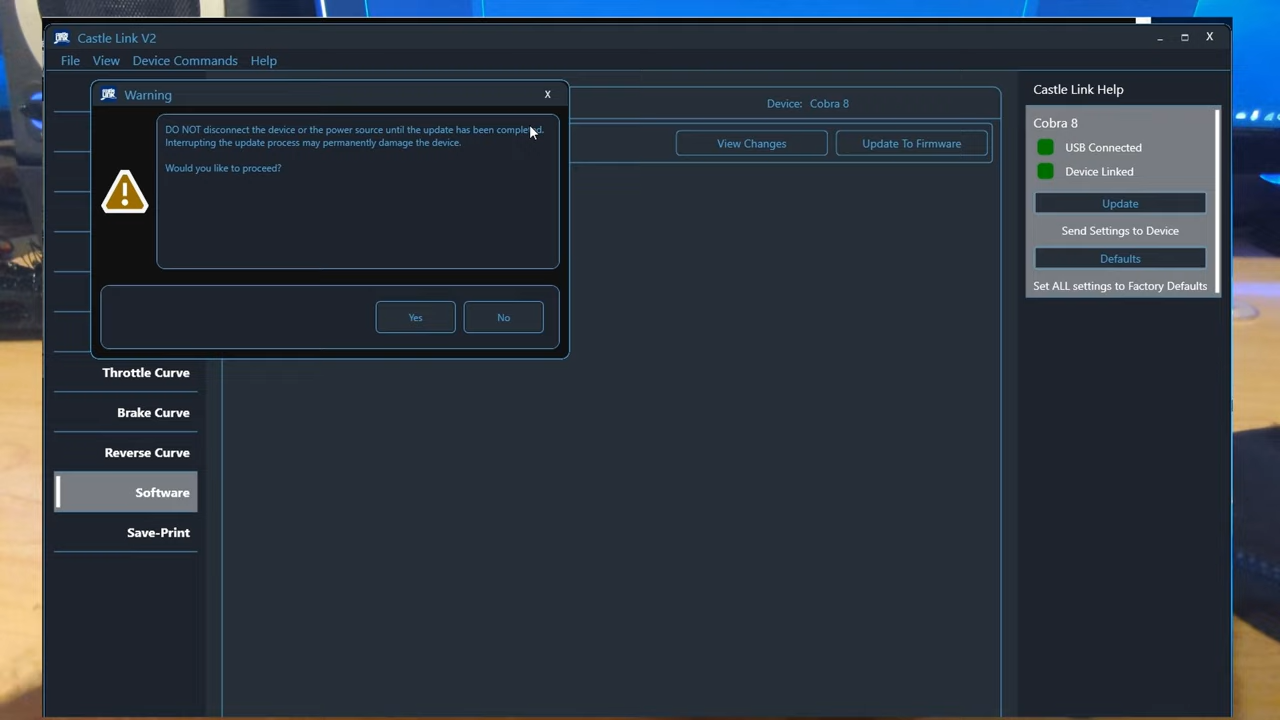 Castle Link V2
File View Device Commands Help
Warning X
DO NOT disconnect the device or the power source until the update has been completed.
Interrupting the update process may permanently damage the device.
Would you like to proceed?
Yes No
Device: Cobra 8
View Changes Update To Firmware
Throttle Curve
Brake Curve
Reverse Curve
Software
Save-Print
Castle Link Help
Cobra 8
USB Connected
Device Linked
Update
Send Settings to Device
Defaults
Set ALL settings to Factory Defaults